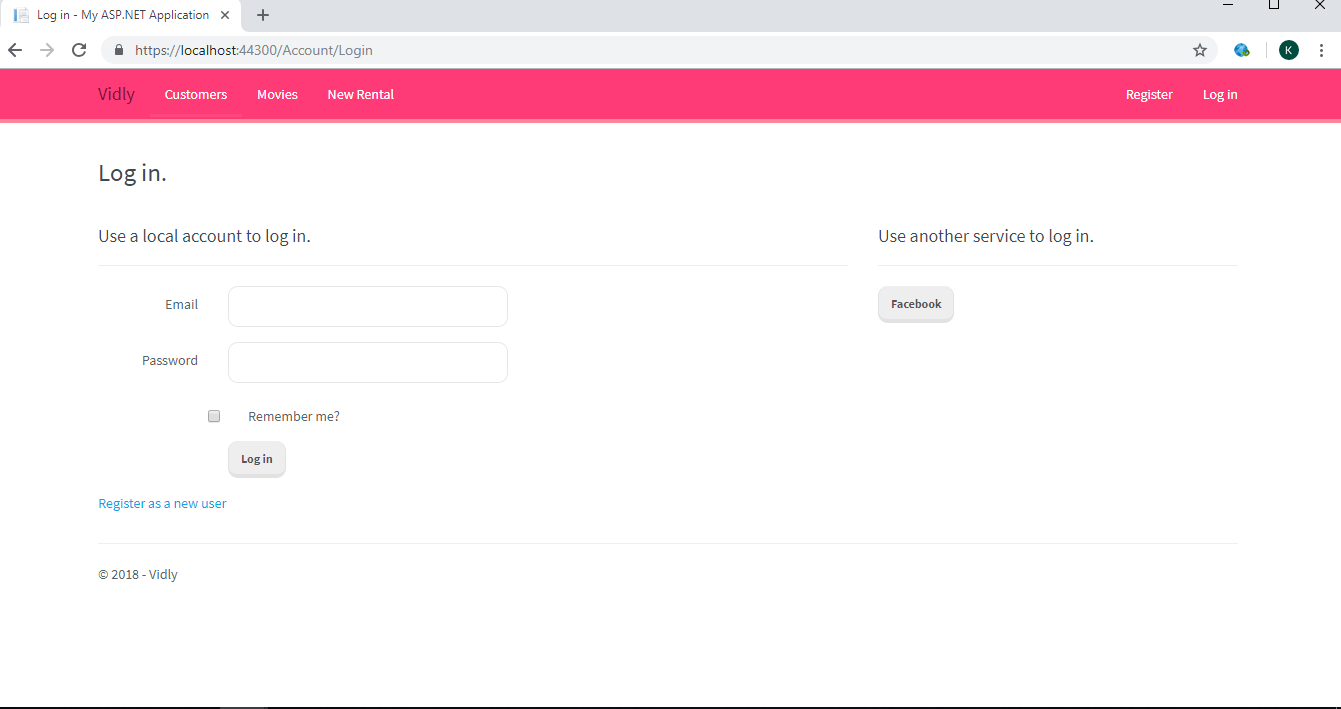 Log in - My ASP.NET Application
https://localhost:44300/Account/Login
K
Vidly Customers Movies New Rental Register Log in
Log in.
Use a local account to log in.
Email
Password
Remember me?
Log in
Register as a new user
Use another service to log in.
Facebook
© 2018 - Vidly